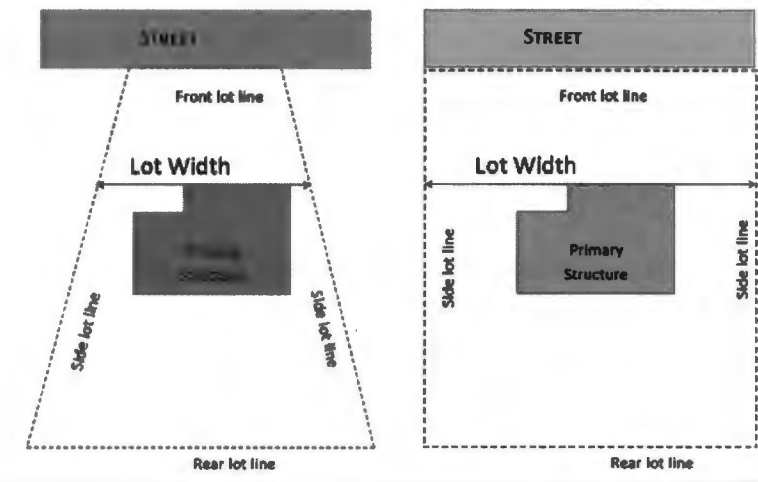 STREET
Front lot line
Lot Width
Side lot line
Side lot line
Rear lot line
STREET
Front lot line
Lot Width
Side lot line
Primary
Structure
Side lot line
Rear lot line